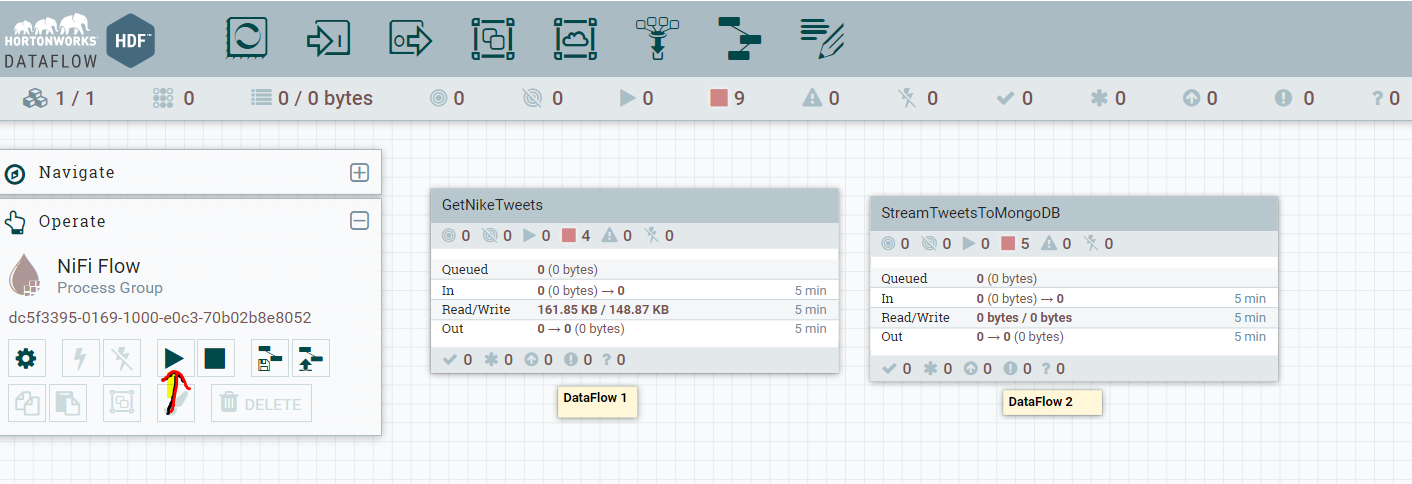 HORTONWORKS
DATAFLOW
HDF™
1 / 1 0 0 / 0 bytes 0 0 0 9 0 0 0 0 0 0 ? 0
Navigate
Operate
NiFi Flow
Process Group
dc5f3395-0169-1000-e0c3-70b02b8e8052
DELETE
GetNikeTweets
0 0 0 4 0 0
Queued 0 (0 bytes)
In 0 (0 bytes) → 0 5 min
Read/Write 161.85 KB / 148.87 KB 5 min
Out 0 → 0 (0 bytes) 5 min
0 0 0 0 ? 0
DataFlow 1
StreamTweetsToMongoDB
0 0 0 5 0 0
Queued 0 (0 bytes)
In 0 (0 bytes) → 0 5 min
Read/Write 0 bytes / 0 bytes 5 min
Out 0 → 0 (0 bytes) 5 min
0 0 0 0 ? 0
DataFlow 2